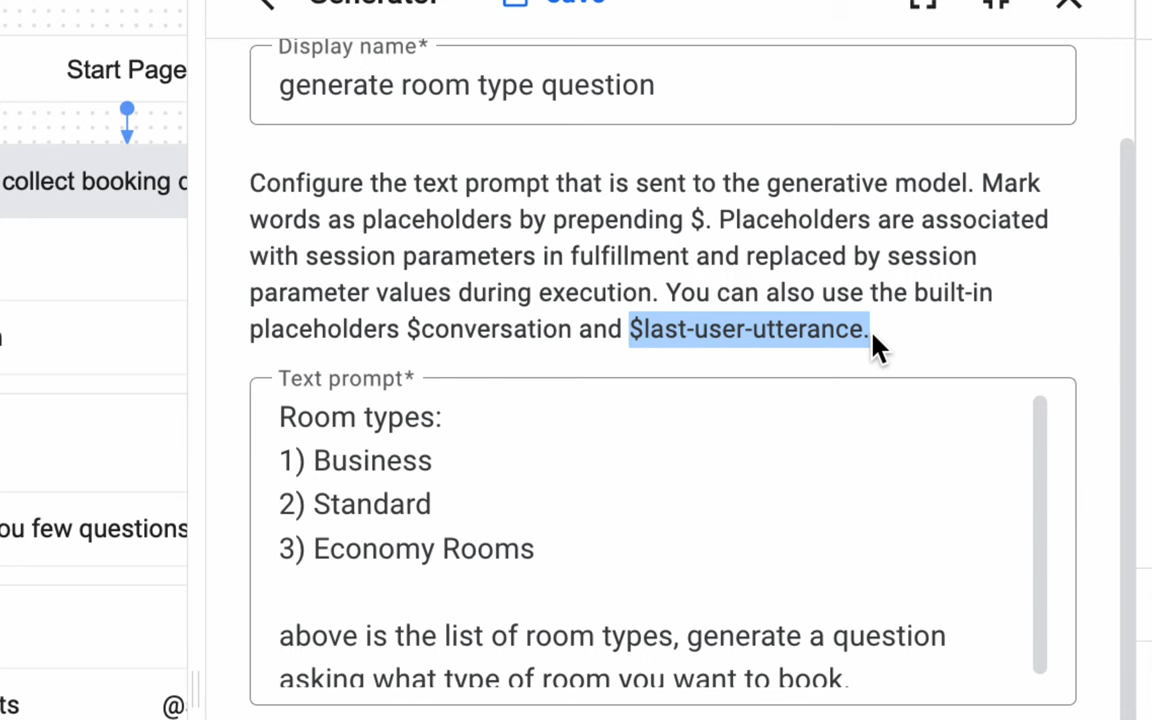 Generator
Save
Start Page
collect booking
ou few questions
ts
@
Display name*
generate room type question
Configure the text prompt that is sent to the generative model. Mark
words as placeholders by prepending $. Placeholders are associated
with session parameters in fulfillment and replaced by session
parameter values during execution. You can also use the built-in
placeholders $conversation and $last-user-utterance.
Text prompt*
Room types:
1) Business
2) Standard
3) Economy Rooms
above is the list of room types, generate a question
asking what type of room you want to book.